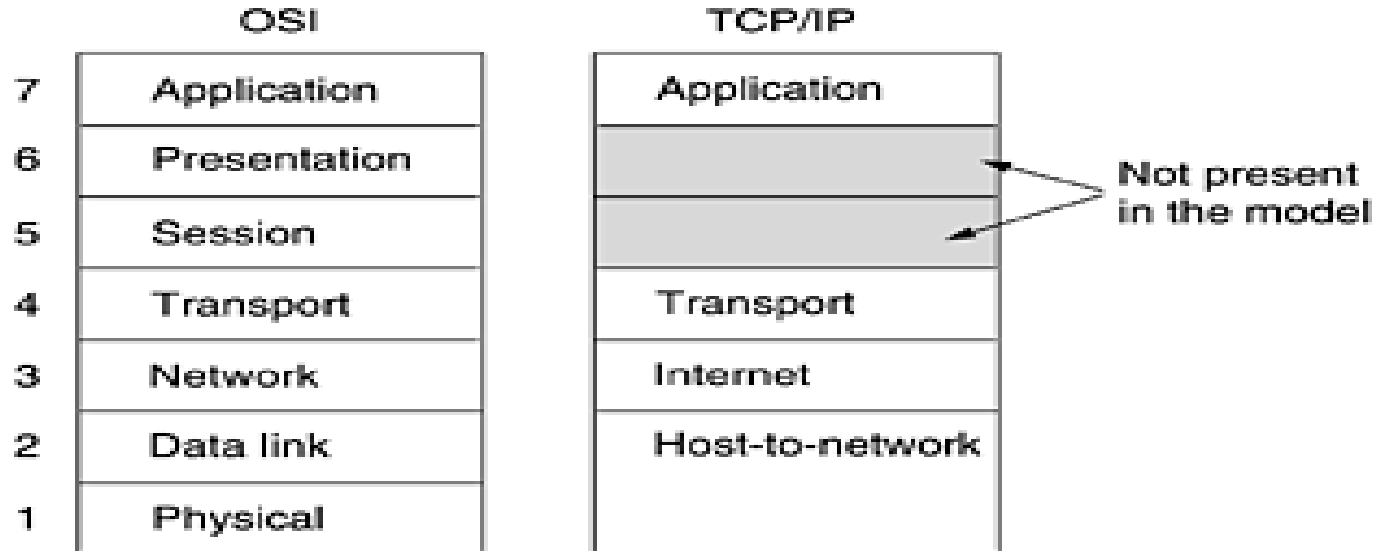 OSI TCP/IP
7 Application Application
6 Presentation
Not present
in the model
5 Session
4 Transport Transport
3 Network Internet
2 Data link Host-to-network
1 Physical